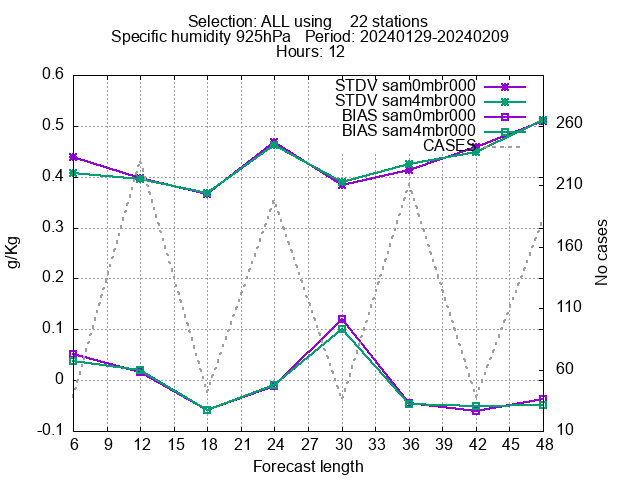 Selection: ALL using    22 stations
Specific humidity 925hPa   Period: 20240129-20240209
Hours: 12
STDV sam0mbr000
STDV sam4mbr000
BIAS sam0mbr000
BIAS sam4mbr000
CASES
0.6
0.5
0.4
0.3
0.2
0.1
0
-0.1
g/Kg
260
210
160
110
60
10
No cases
6 9 12 15 18 21 24 27 30 33 36 39 42 45 48
Forecast length